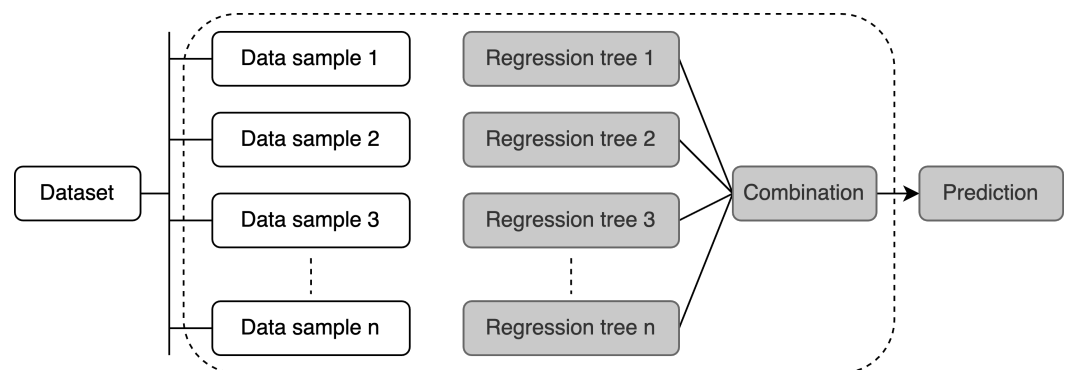 Data sample 1
Regression tree 1
Data sample 2
Regression tree 2
Dataset
Combination
Prediction
Data sample 3
Regression tree 3
Data sample n
Regression tree n